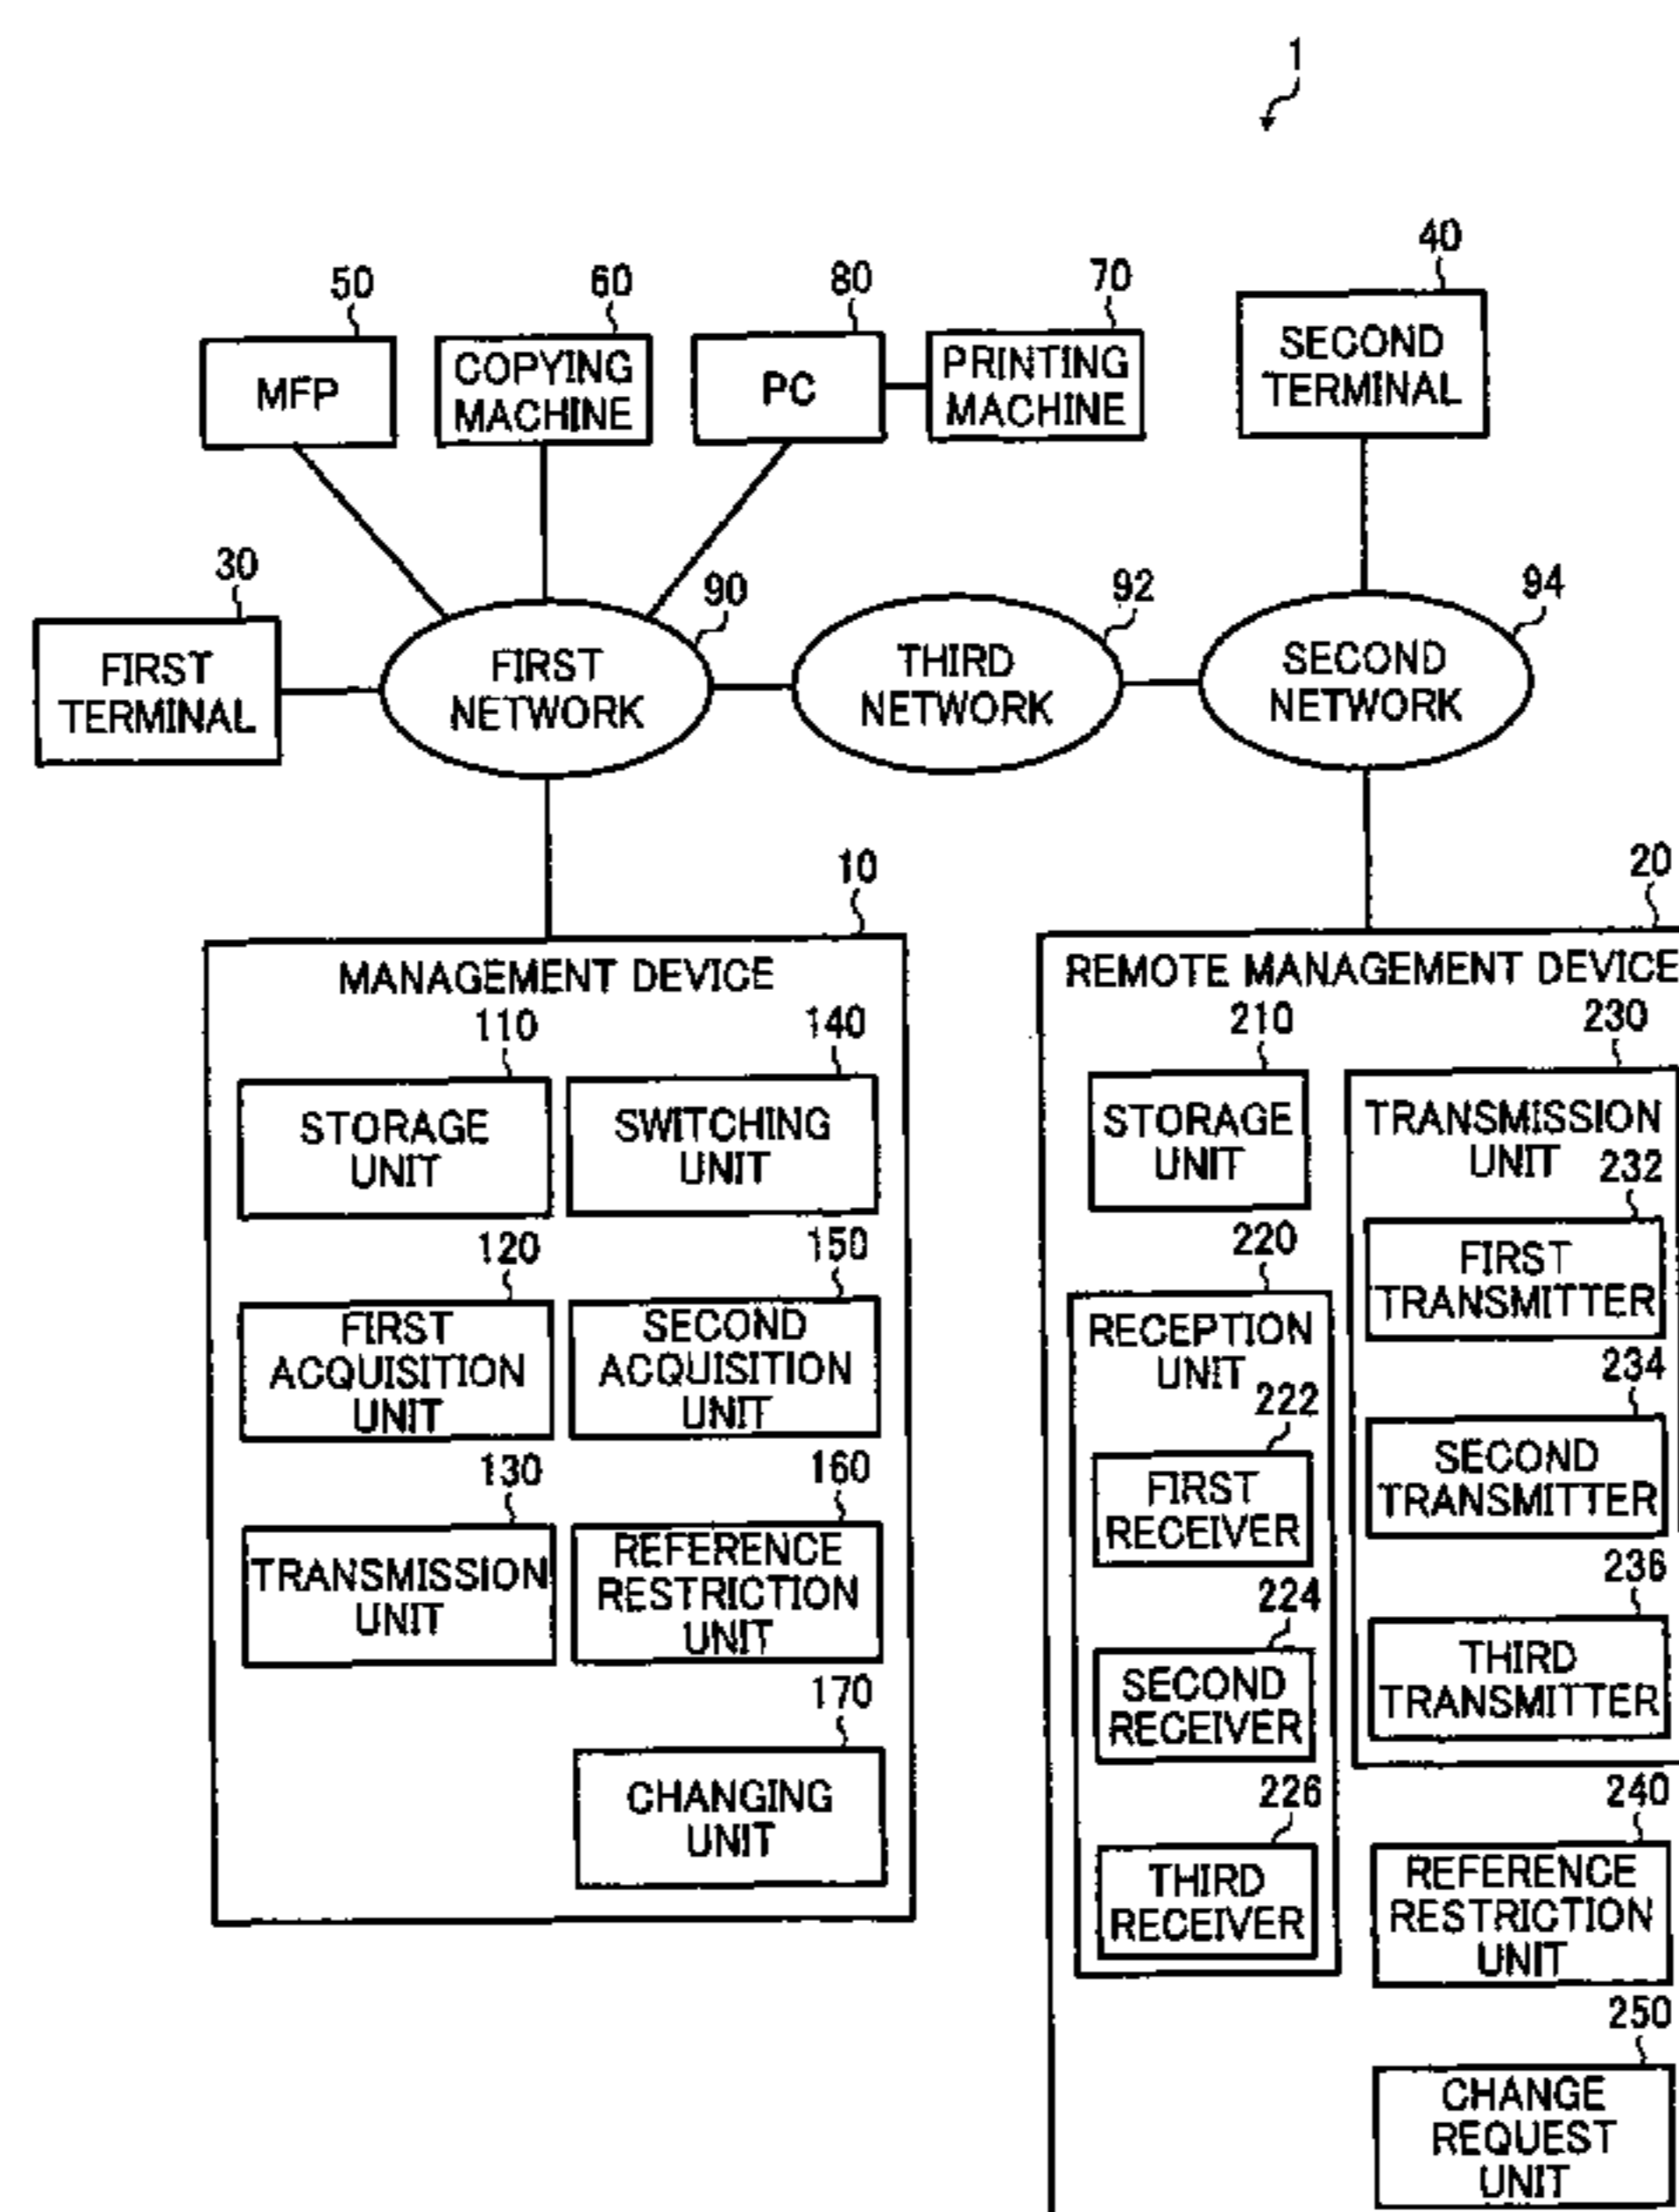 1
50
60
80
70
40
MFP
COPYING
MACHINE
PC
PRINTING
MACHINE
SECOND
TERMINAL
30
90
92
94
FIRST
TERMINAL
FIRST
NETWORK
THIRD
NETWORK
SECOND
NETWORK
10
MANAGEMENT DEVICE
110
140
STORAGE
UNIT
SWITCHING
UNIT
120
150
FIRST
ACQUISITION
UNIT
SECOND
ACQUISITION
UNIT
130
160
TRANSMISSION
UNIT
REFERENCE
RESTRICTION
UNIT
170
CHANGING
UNIT
20
REMOTE MANAGEMENT DEVICE
210
230
STORAGE
UNIT
TRANSMISSION
UNIT
232
220
FIRST
TRANSMITTER
RECEPTION
UNIT
234
222
SECOND
TRANSMITTER
FIRST
RECEIVER
236
224
THIRD
TRANSMITTER
SECOND
RECEIVER
226
240
THIRD
RECEIVER
REFERENCE
RESTRICTION
UNIT
250
CHANGE
REQUEST
UNIT